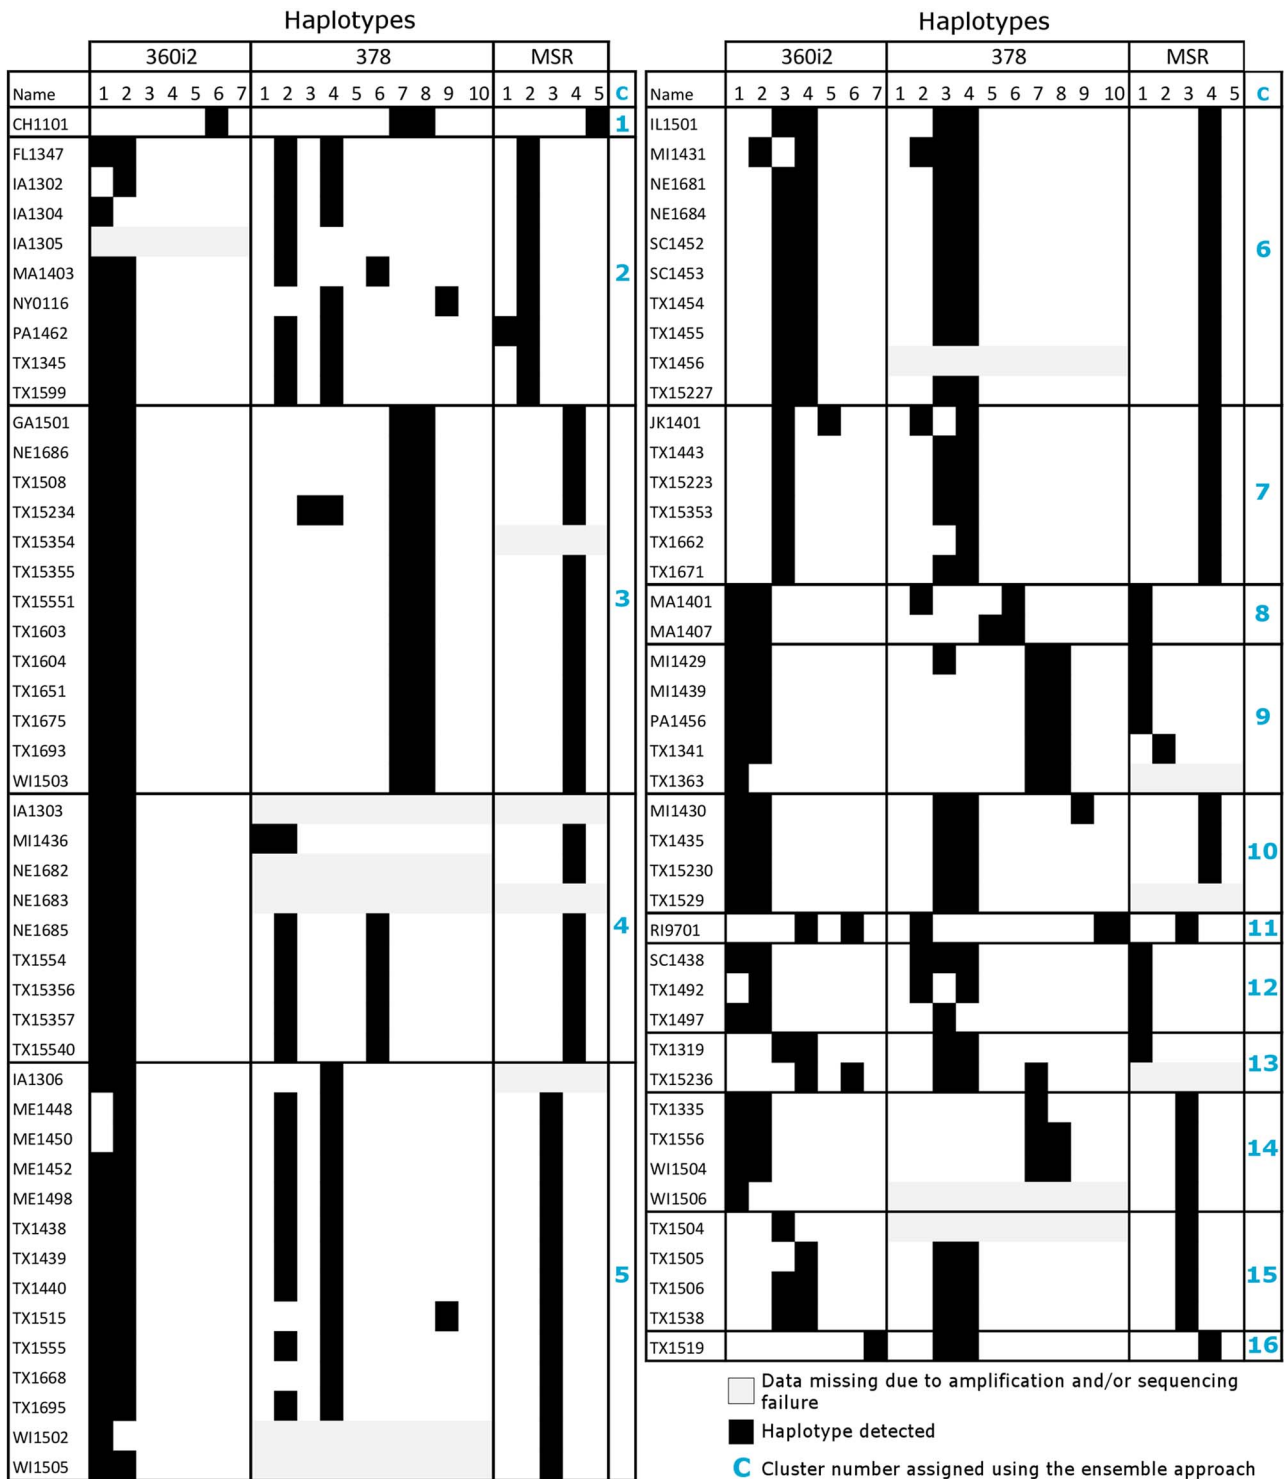 Haplotypes
360i2 378 MSR
Name 1 2 3 4 5 6 7 1 2 3 4 5 6 7 8 9 10 1 2 3 4 5 C
CH1101 1
FL1347
IA1302
IA1304
IA1305
MA1403 2
NY0116
PA1462
TX1345
TX1599
GA1501
NE1686
TX1508
TX15234
TX15354
TX15355
TX15551 3
TX1603
TX1604
TX1651
TX1675
TX1693
WI1503
IA1303
MI1436
NE1682
NE1683
NE1685 4
TX1554
TX15356
TX15357
TX15540
IA1306
ME1448
ME1450
ME1452
ME1498
TX1438
TX1439
TX1440 5
TX1515
TX1555
TX1668
TX1695
WI1502
WI1505
Haplotypes
360i2 378 MSR
Name 1 2 3 4 5 6 7 1 2 3 4 5 6 7 8 9 10 1 2 3 4 5 C
IL1501
MI1431
NE1681
NE1684
SC1452 6
SC1453
TX1454
TX1455
TX1456
TX15227
JK1401
TX1443
TX15223 7
TX15353
TX1662
TX1671
MA1401 8
MA1407
MI1429
MI1439
PA1456 9
TX1341
TX1363
MI1430
TX1435 10
TX15230
TX1529
RI9701 11
SC1438
TX1492 12
TX1497
TX1319 13
TX15236
TX1335
TX1556 14
WI1504
WI1506
TX1504
TX1505 15
TX1506
TX1538
TX1519 16
Data missing due to amplification and/or sequencing
failure
Haplotype detected
C Cluster number assigned using the ensemble approach